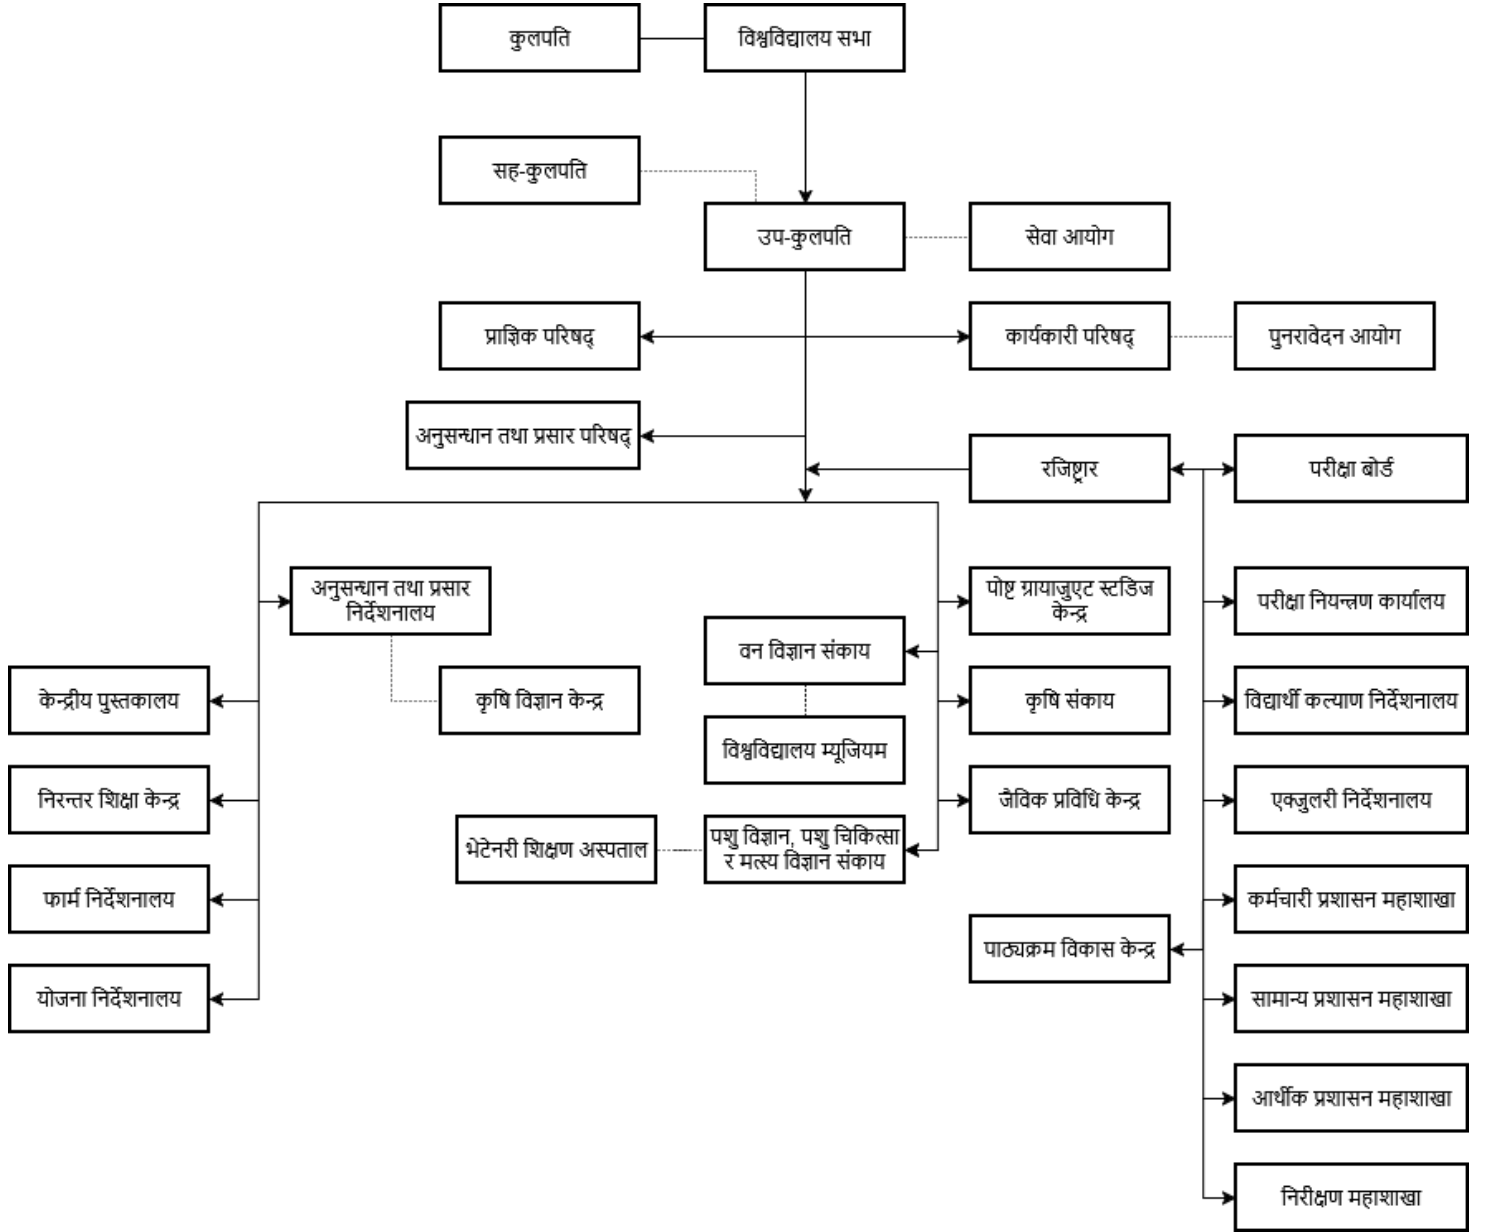 कुलपति
विश्वविद्यालय सभा
सह-कुलपति
उप-कुलपति
सेवा आयोग
प्राज्ञिक परिषद्
कार्यकारी परिषद्
पुनरावेदन आयोग
अनुसन्धान तथा प्रसार परिषद्
रजिष्ट्रार
परीक्षा बोर्ड
अनुसन्धान तथा प्रसार
निर्देशनालय
पोष्ट ग्रायाजुएट स्टडिज
केन्द्र
परीक्षा नियन्त्रण कार्यालय
वन विज्ञान संकाय
केन्द्रीय पुस्तकालय
कृषि विज्ञान केन्द्र
कृषि संकाय
विद्यार्थी कल्याण निर्देशनालय
विश्वविद्यालय म्यूजियम
निरन्तर शिक्षा केन्द्र
जैविक प्रविधि केन्द्र
एक्जुलरी निर्देशनालय
भेटेनरी शिक्षण अस्पताल
पशु विज्ञान, पशु चिकित्सा
र मत्स्य विज्ञान संकाय
फार्म निर्देशनालय
कर्मचारी प्रशासन महाशाखा
पाठ्यक्रम विकास केन्द्र
योजना निर्देशनालय
सामान्य प्रशासन महाशाखा
आर्थीक प्रशासन महाशाखा
निरीक्षण महाशाखा